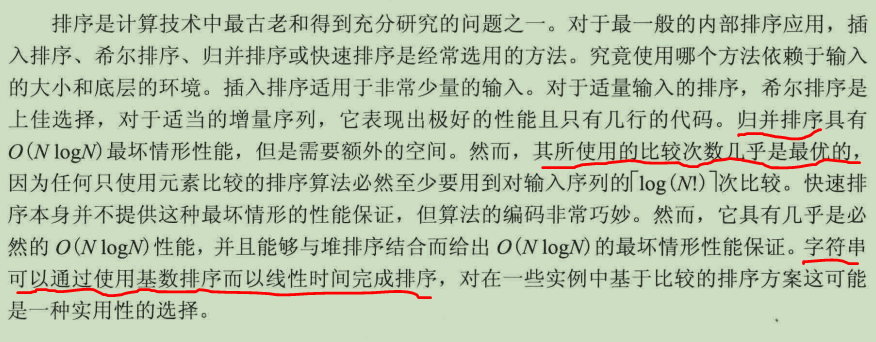 排序是计算技术中最古老和得到充分研究的问题之一。对于最一般的内部排序应用，插
入排序、希尔排序、归并排序或快速排序是经常选用的方法。究竟使用哪个方法依赖于输入
的大小和底层的环境。插入排序适用于非常少量的输入。对于适量输入的排序，希尔排序是
上佳选择，对于适当的增量序列，它表现出极好的性能且只有几行的代码。归并排序具有
O(N logN)最坏情形性能，但是需要额外的空间。然而，其所使用的比较次数几乎是最优的，
因为任何只使用元素比较的排序算法必然至少要用到对输入序列的⌈log(N!)⌉次比较。快速排
序本身并不提供这种最坏情形的性能保证，但算法的编码非常巧妙。然而，它具有几乎是必
然的 O(N logN)性能，并且能够与堆排序结合而给出 O(N logN)的最坏情形性能保证。字符串
可以通过使用基数排序而以线性时间完成排序，对在一些实例中基于比较的排序方案这可能
是一种实用性的选择。